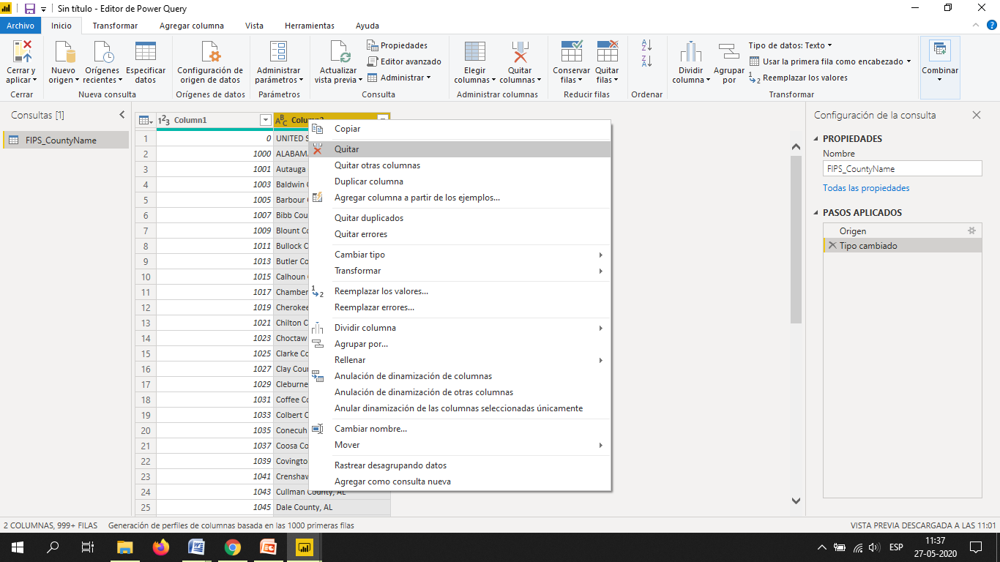 Sin título - Editor de Power Query
Archivo Inicio Transformar Agregar columna Vista Herramientas Ayuda
Cerrar y aplicar
Cerrar
Nuevo origen
Orígenes recientes
Especificar datos
Nueva consulta
Configuración de origen de datos
Orígenes de datos
Administrar parámetros
Parámetros
Actualizar vista previa
Propiedades
Editor avanzado
Administrar
Consulta
Elegir columnas
Quitar columnas
Administrar columnas
Conservar filas
Quitar filas
Reducir filas
Ordenar
Dividir columna
Agrupar por
Tipo de datos: Texto
Usar la primera fila como encabezado
Reemplazar los valores
Transformar
Combinar
Consultas [1]
FIPS_CountyName
Column1
1 0 UNITED
2 1000
3 1001 Autauga
4 1003 Baldwin
5 1005 Barbour
6 1007 Bibb
7 1009 Blount
8 1011 Bullock
9 1013 Butler
10 1015 Calhoun
11 1017
12 1019
13 1021 Chilton
14 1023 Choctaw
15 1025 Clarke
16 1027 Clay
17 1029 Cleburne
18 1031 Coffee
19 1033 Colbert
20 1035 Conecuh
21 1037 Coosa
22 1039
23 1041
24 1043 Cullman County, AL
25 1045 Dale County, AL
Copiar
Quitar
Quitar otras columnas
Duplicar columna
Agregar columna a partir de los ejemplos...
Quitar duplicados
Quitar errores
Cambiar tipo
Transformar
Reemplazar los valores...
Reemplazar errores...
Dividir columna
Agrupar por...
Rellenar
Anulación de dinamización de columnas
Anulación de dinamización de otras columnas
Anular dinamización de las columnas seleccionadas únicamente
Cambiar nombre...
Mover
Rastrear desagrupando datos
Agregar como consulta nueva
Configuración de la consulta
PROPIEDADES
Nombre
FIPS_CountyName
Todas las propiedades
PASOS APLICADOS
Origen
Tipo cambiado
2 COLUMNAS, 999+ FILAS Generación de perfiles de columnas basada en las 1000 primeras filas VISTA PREVIA DESCARGADA A LAS 11:01
ESP
11:37
27-05-2020